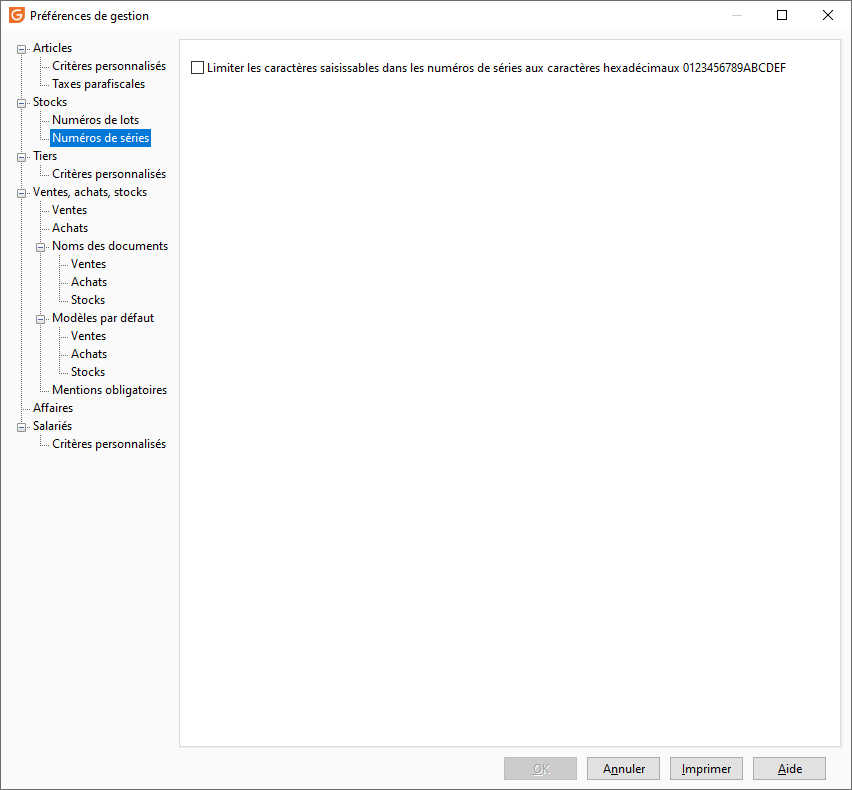 Préférences de gestion
Articles
Critères personnalisés
Taxes parafiscales
Stocks
Numéros de lots
Numéros de séries
Tiers
Critères personnalisés
Ventes, achats, stocks
Ventes
Achats
Noms des documents
Ventes
Achats
Stocks
Modèles par défaut
Ventes
Achats
Stocks
Mentions obligatoires
Affaires
Salariés
Critères personnalisés
Limiter les caractères saisissables dans les numéros de séries aux caractères hexadécimaux 0123456789ABCDEF
OK Annuler Imprimer Aide